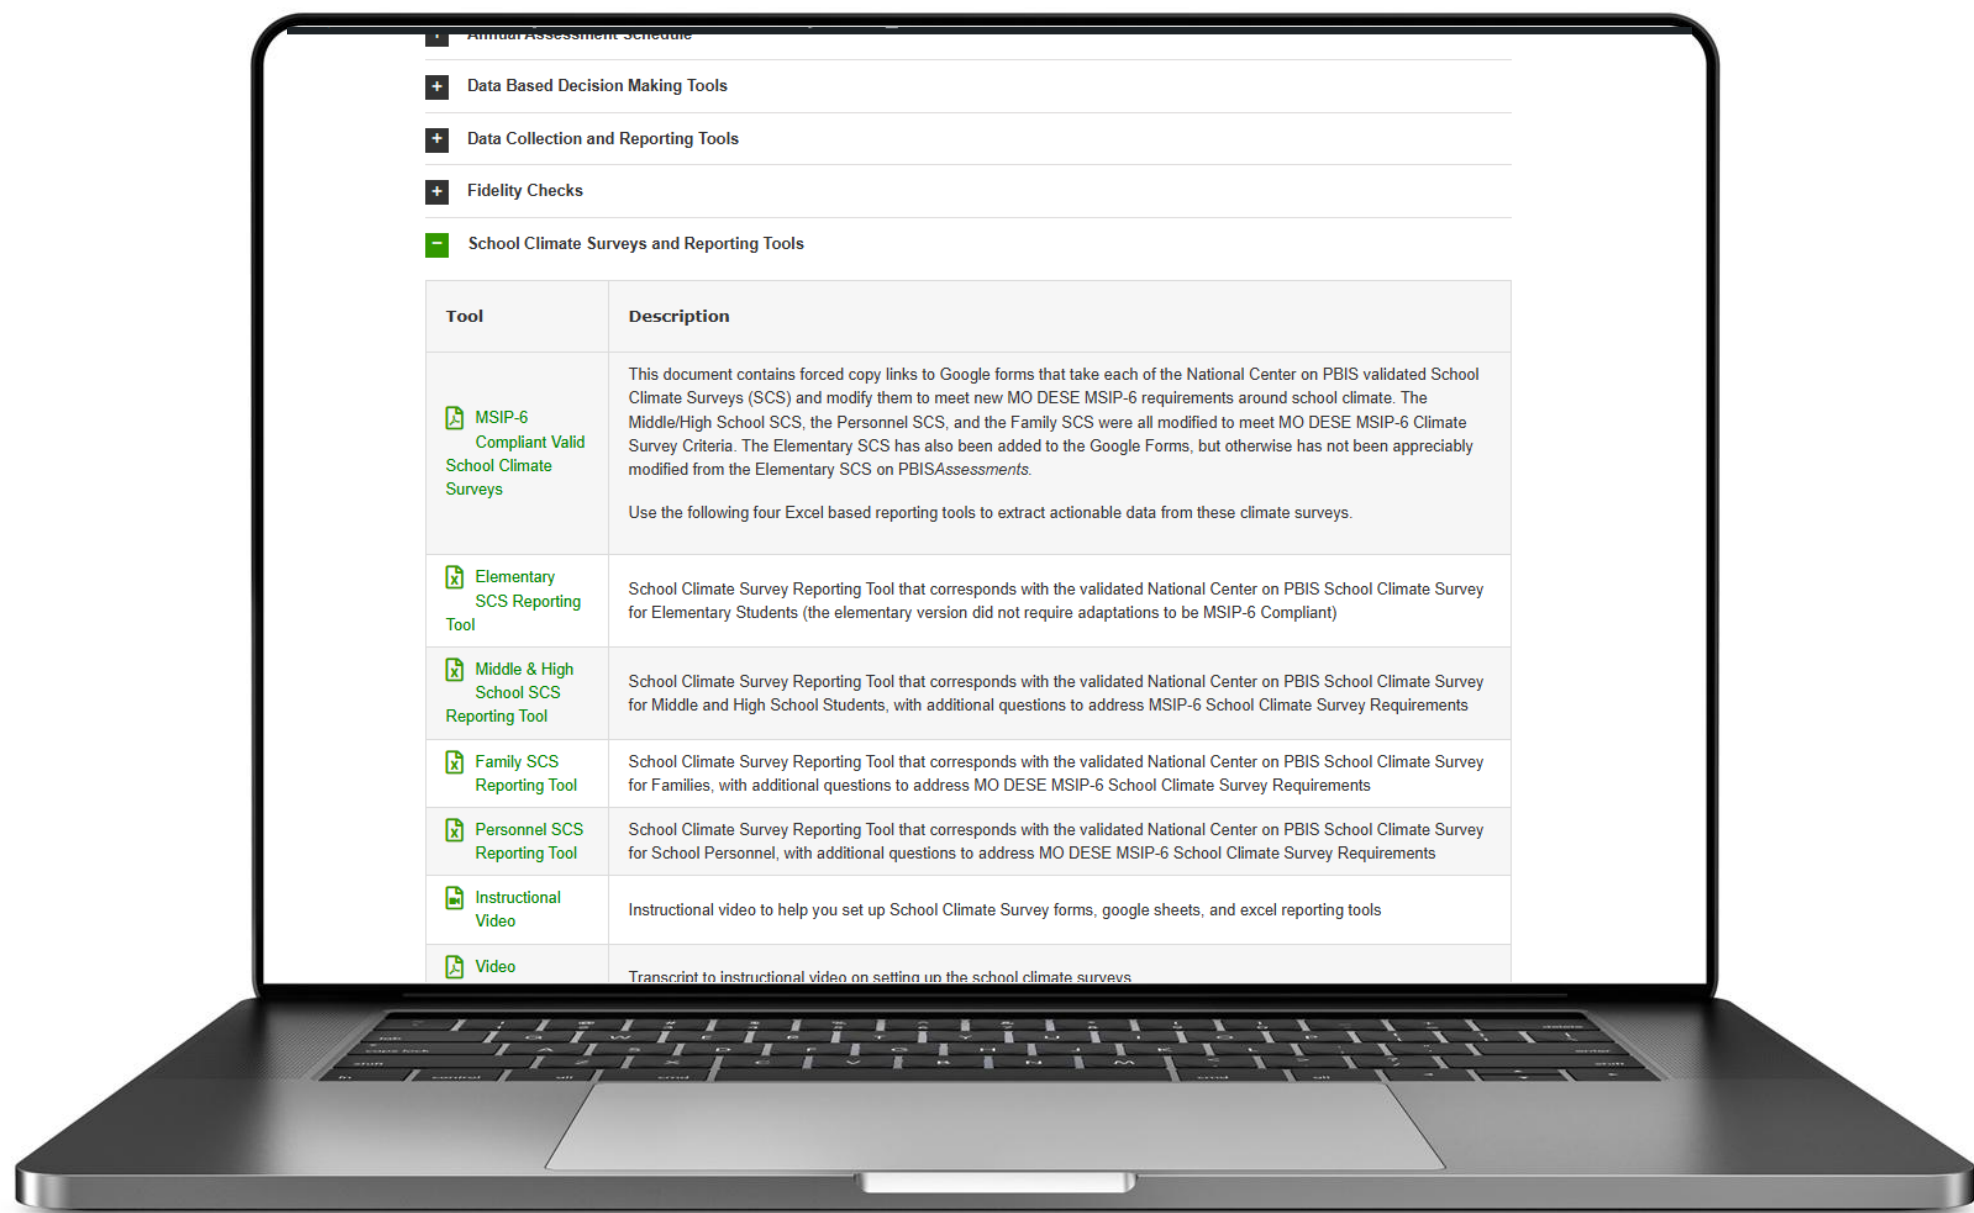 Annual Assessment Schedule
Data Based Decision Making Tools
Data Collection and Reporting Tools
Fidelity Checks
School Climate Surveys and Reporting Tools
Tool
Description
MSIP-6
Compliant Valid
School Climate
Surveys
This document contains forced copy links to Google forms that take each of the National Center on PBIS validated School
Climate Surveys (SCS) and modify them to meet new MO DESE MSIP-6 requirements around school climate. The
Middle/High School SCS, the Personnel SCS, and the Family SCS were all modified to meet MO DESE MSIP-6 Climate
Survey Criteria. The Elementary SCS has also been added to the Google Forms, but otherwise has not been appreciably
modified from the Elementary SCS on PBISAssessments.
Use the following four Excel based reporting tools to extract actionable data from these climate surveys.
Elementary
SCS Reporting
Tool
School Climate Survey Reporting Tool that corresponds with the validated National Center on PBIS School Climate Survey
for Elementary Students (the elementary version did not require adaptations to be MSIP-6 Compliant)
Middle & High
School SCS
Reporting Tool
School Climate Survey Reporting Tool that corresponds with the validated National Center on PBIS School Climate Survey
for Middle and High School Students, with additional questions to address MSIP-6 School Climate Survey Requirements
Family SCS
Reporting Tool
School Climate Survey Reporting Tool that corresponds with the validated National Center on PBIS School Climate Survey
for Families, with additional questions to address MO DESE MSIP-6 School Climate Survey Requirements
Personnel SCS
Reporting Tool
School Climate Survey Reporting Tool that corresponds with the validated National Center on PBIS School Climate Survey
for School Personnel, with additional questions to address MO DESE MSIP-6 School Climate Survey Requirements
Instructional
Video
Instructional video to help you set up School Climate Survey forms, google sheets, and excel reporting tools
Video
Transcript to instructional video on setting up the school climate surveys